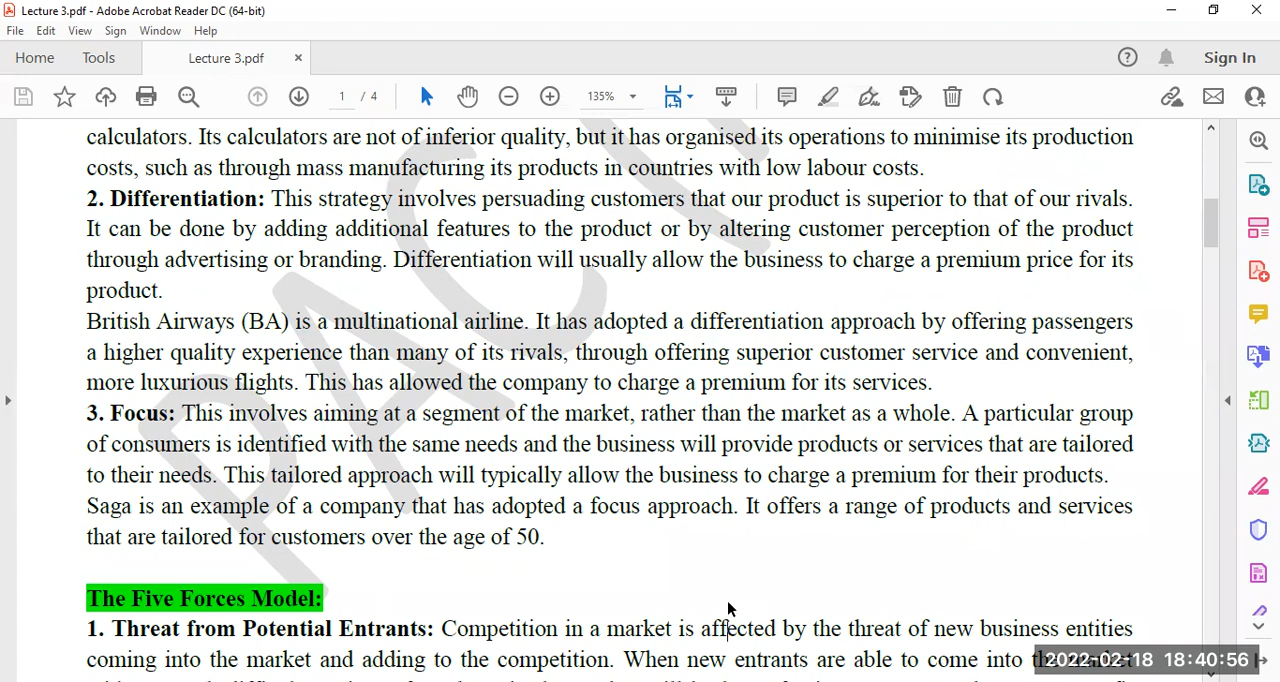 Lecture 3.pdf - Adobe Acrobat Reader DC (64-bit)
File Edit View Sign Window Help
Home Tools Lecture 3.pdf × Sign In
1 / 4 135%
calculators. Its calculators are not of inferior quality, but it has organised its operations to minimise its production
costs, such as through mass manufacturing its products in countries with low labour costs.
2. Differentiation: This strategy involves persuading customers that our product is superior to that of our rivals.
It can be done by adding additional features to the product or by altering customer perception of the product
through advertising or branding. Differentiation will usually allow the business to charge a premium price for its
product.
British Airways (BA) is a multinational airline. It has adopted a differentiation approach by offering passengers
a higher quality experience than many of its rivals, through offering superior customer service and convenient,
more luxurious flights. This has allowed the company to charge a premium for its services.
3. Focus: This involves aiming at a segment of the market, rather than the market as a whole. A particular group
of consumers is identified with the same needs and the business will provide products or services that are tailored
to their needs. This tailored approach will typically allow the business to charge a premium for their products.
Saga is an example of a company that has adopted a focus approach. It offers a range of products and services
that are tailored for customers over the age of 50.
The Five Forces Model:
1. Threat from Potential Entrants: Competition in a market is affected by the threat of new business entities
coming into the market and adding to the competition. When new entrants are able to come into the market
2022-02-18 18:40:56